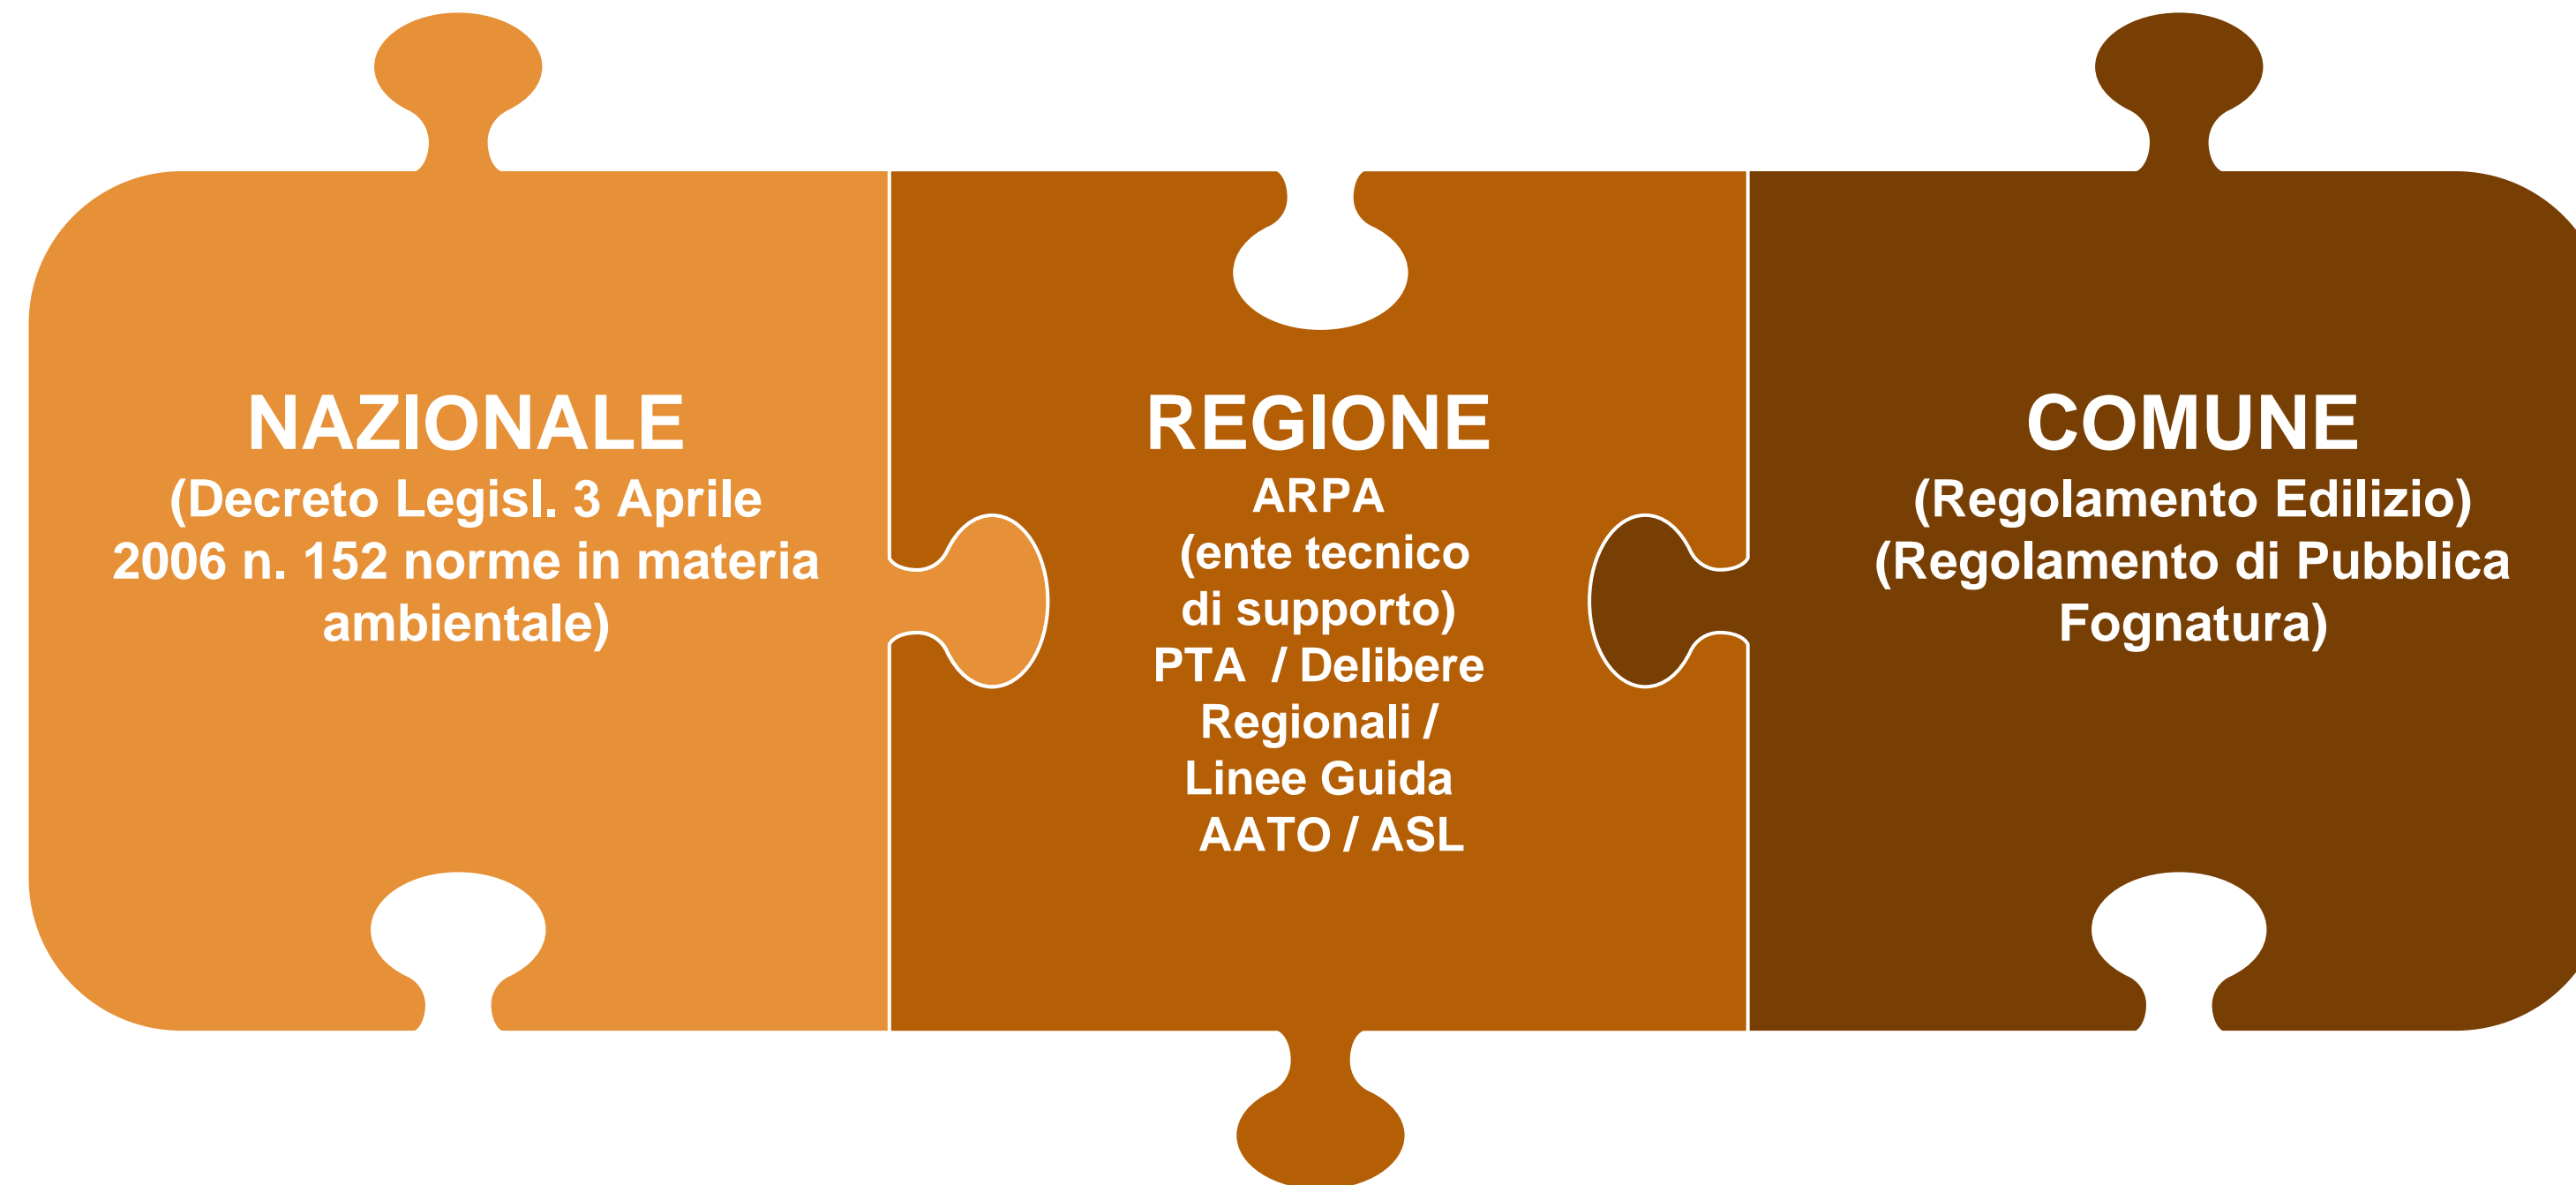 NAZIONALE
(Decreto Legisl. 3 Aprile
2006 n. 152 norme in materia
ambientale)
REGIONE
ARPA
(ente tecnico
di supporto)
PTA / Delibere
Regionali /
Linee Guida
AATO / ASL
COMUNE
(Regolamento Edilizio)
(Regolamento di Pubblica
Fognatura)